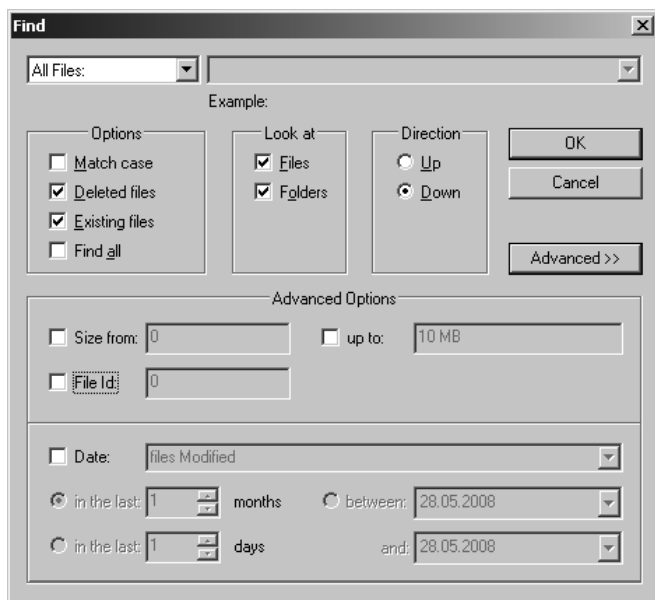 Find
All Files:
Example:
Options
Match case
Deleted files
Existing files
Find all
Look at
Files
Folders
Direction
Up
Down
OK
Cancel
Advanced >>
Advanced Options
Size from: 0 up to: 10 MB
File Id: 0
Date: files Modified
in the last: 1 months between: 28.05.2008
in the last: 1 days and: 28.05.2008